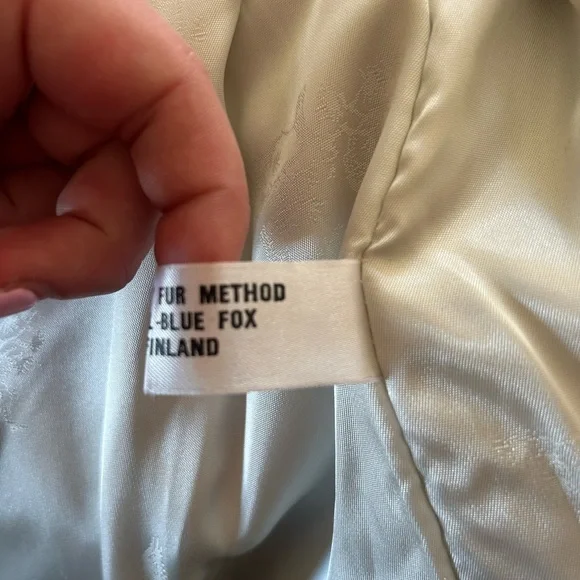 FUR METHOD
-BLUE FOX
FINLAND